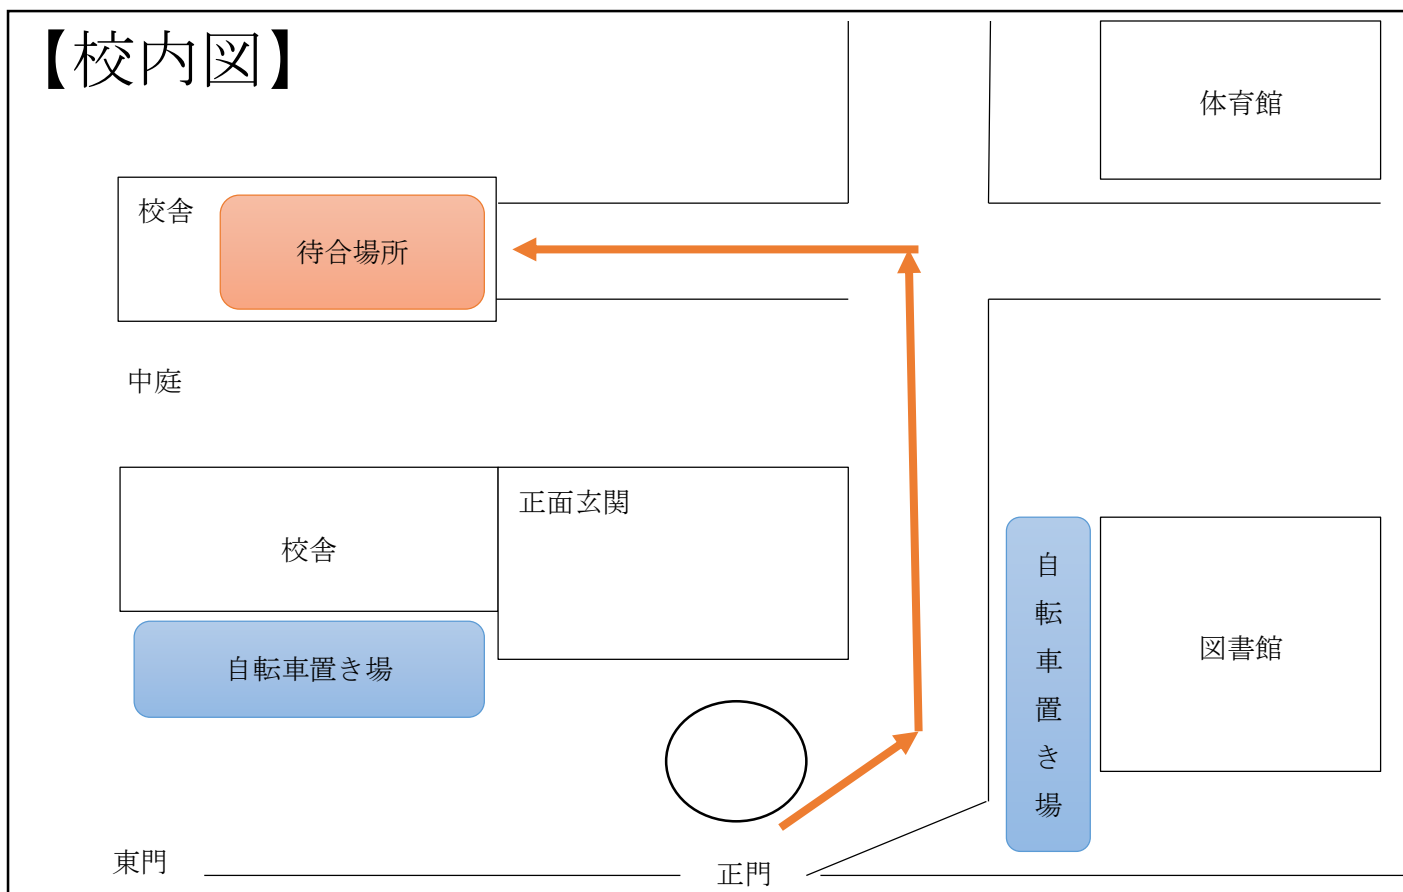 【校内図】
体育館
校舎
待合場所
中庭
正面玄関
校舎
自転車置き場
自転車置き場
図書館
東門
正門